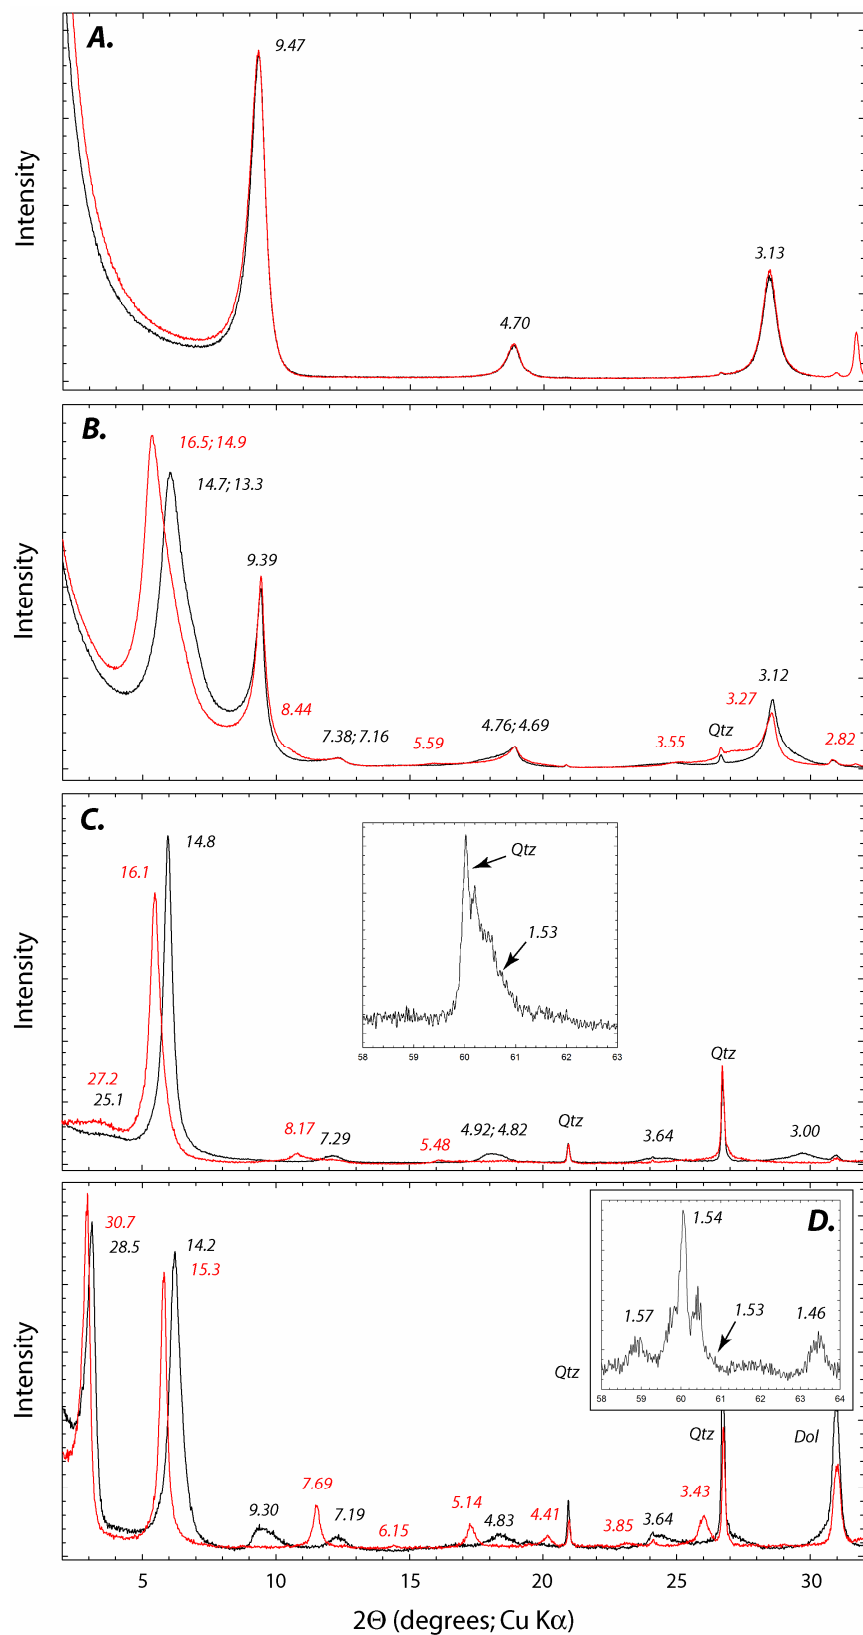 A.
9.47
3.13
4.70
Intensity
B.
16.5; 14.9
14.7; 13.3
9.39
8.44
7.38; 7.16
5.59
4.76; 4.69
3.55
Qtz
3.27
3.12
2.82
Intensity
C.
14.8
16.1
Qtz
1.53
58 59 60 61 62 63
27.2
25.1
8.17
7.29
5.48
4.92; 4.82
Qtz
3.64
Qtz
3.00
Intensity
D.
30.7
28.5
14.2
15.3
1.54
1.57
1.53
1.46
58 59 60 61 62 63 64
Qtz
Qtz
Dol
9.30
7.69
7.19
6.15
5.14
4.83
4.41
3.85
3.64
3.43
Intensity
5 10 15 20 25 30
2Θ (degrees; Cu Kα)